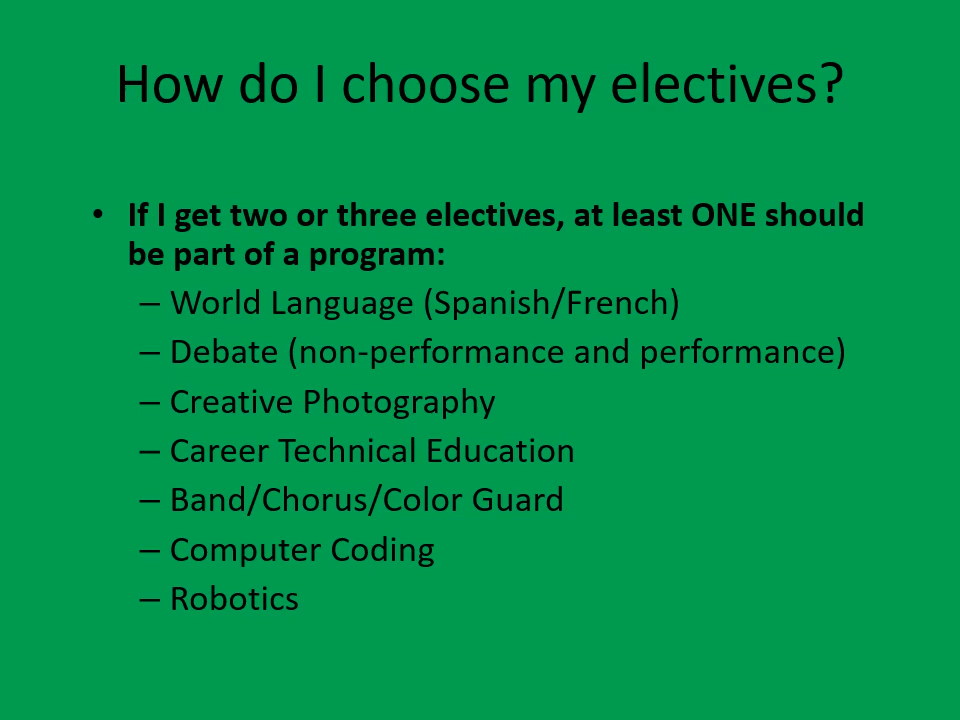 How do I choose my electives?
• If I get two or three electives, at least ONE should
be part of a program:
– World Language (Spanish/French)
– Debate (non-performance and performance)
– Creative Photography
– Career Technical Education
– Band/Chorus/Color Guard
– Computer Coding
– Robotics